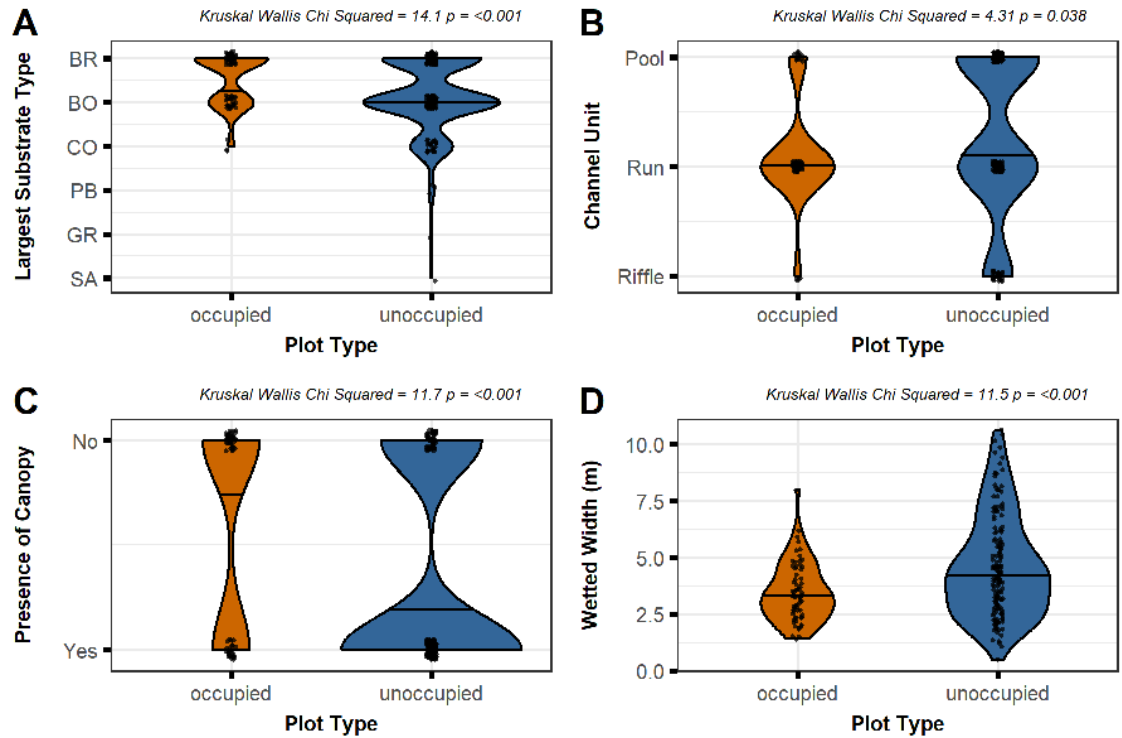 A
Kruskal Wallis Chi Squared = 14.1 p = <0.001
Largest Substrate Type
BR
BO
CO
PB
GR
SA
occupied unoccupied
Plot Type
B
Kruskal Wallis Chi Squared = 4.31 p = 0.038
Channel Unit
Pool
Run
Riffle
occupied unoccupied
Plot Type
C
Kruskal Wallis Chi Squared = 11.7 p = <0.001
Presence of Canopy
No
Yes
occupied unoccupied
Plot Type
D
Kruskal Wallis Chi Squared = 11.5 p = <0.001
Wetted Width (m)
10.0
7.5
5.0
2.5
0.0
occupied unoccupied
Plot Type